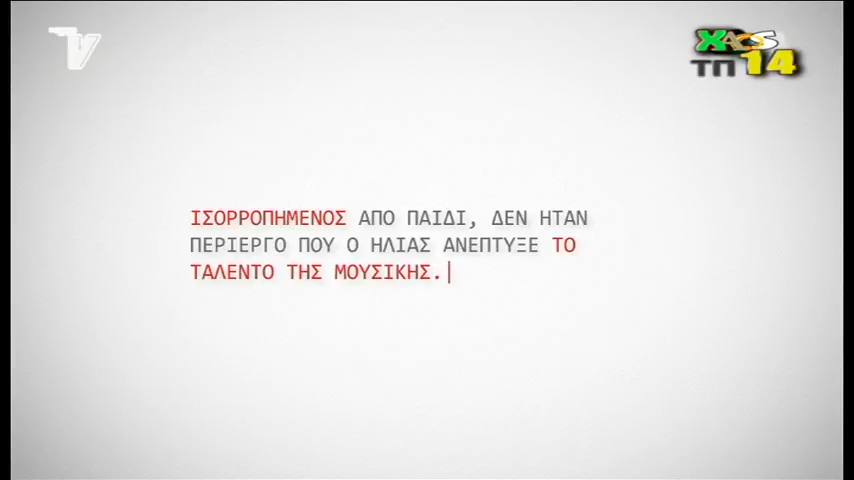 TV
XAOS
ΤΠ 14
ΙΣΟΡΡΟΠΗΜΕΝΟΣ ΑΠΟ ΠΑΙΔΙ, ΔΕΝ ΗΤΑΝ
ΠΕΡΙΕΡΓΟ ΠΟΥ Ο ΗΛΙΑΣ ΑΝΕΠΤΥΞΕ ΤΟ
ΤΑΛΕΝΤΟ ΤΗΣ ΜΟΥΣΙΚΗΣ.